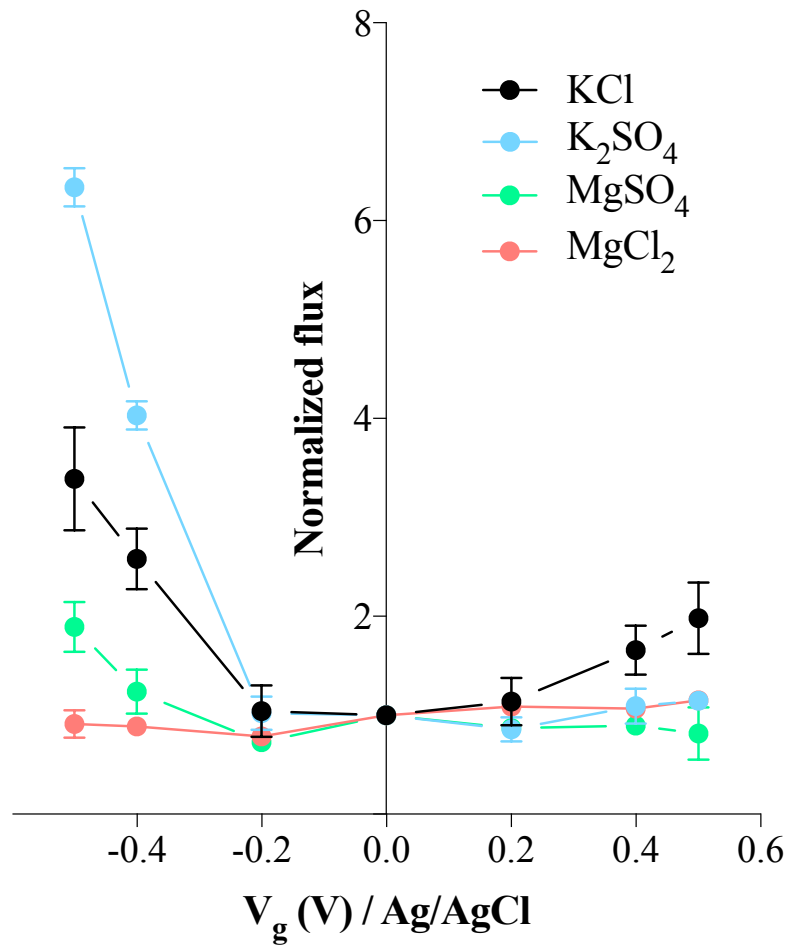 8
KCl
K₂SO₄
6
MgSO₄
MgCl₂
Normalized flux
4
2
-0.4 -0.2 0.0 0.2 0.4 0.6
V_g (V) / Ag/AgCl